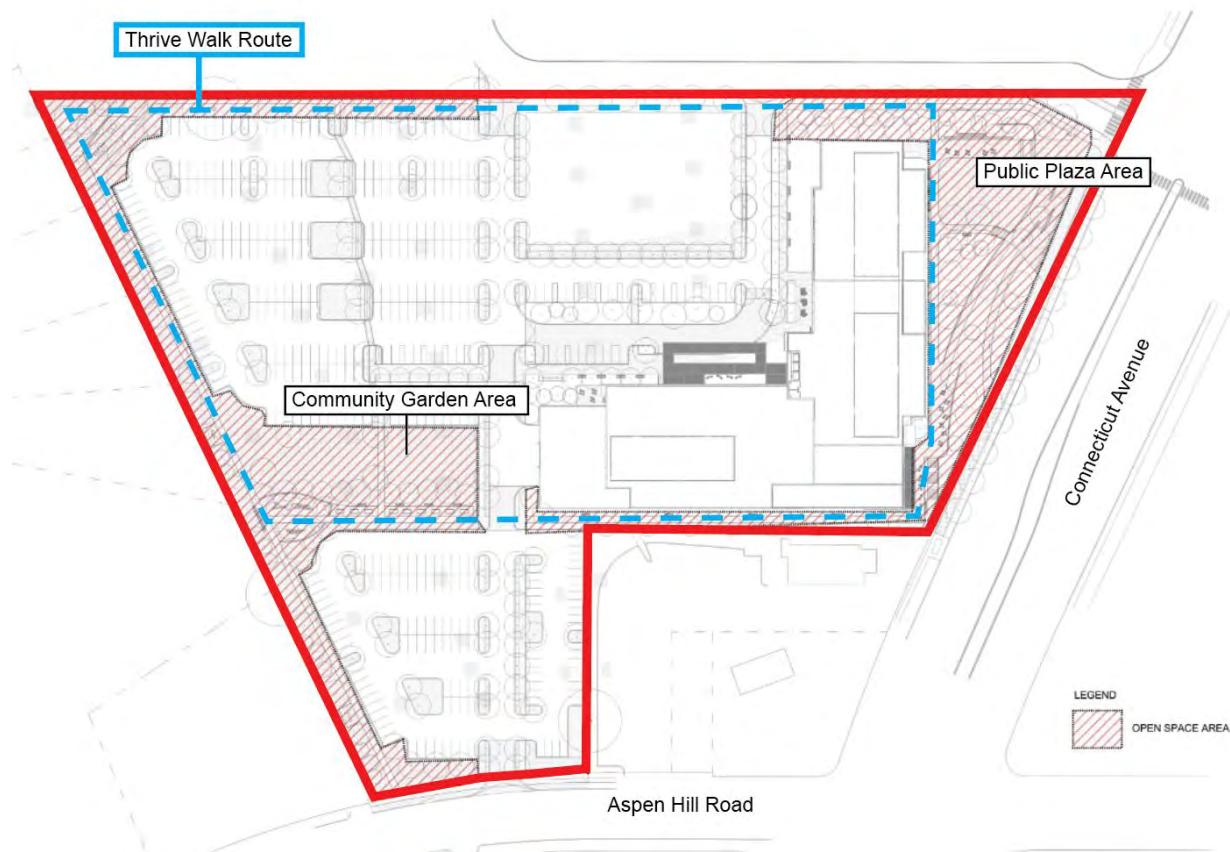 Thrive Walk Route
Public Plaza Area
Community Garden Area
Connecticut Avenue
LEGEND
OPEN SPACE AREA
Aspen Hill Road